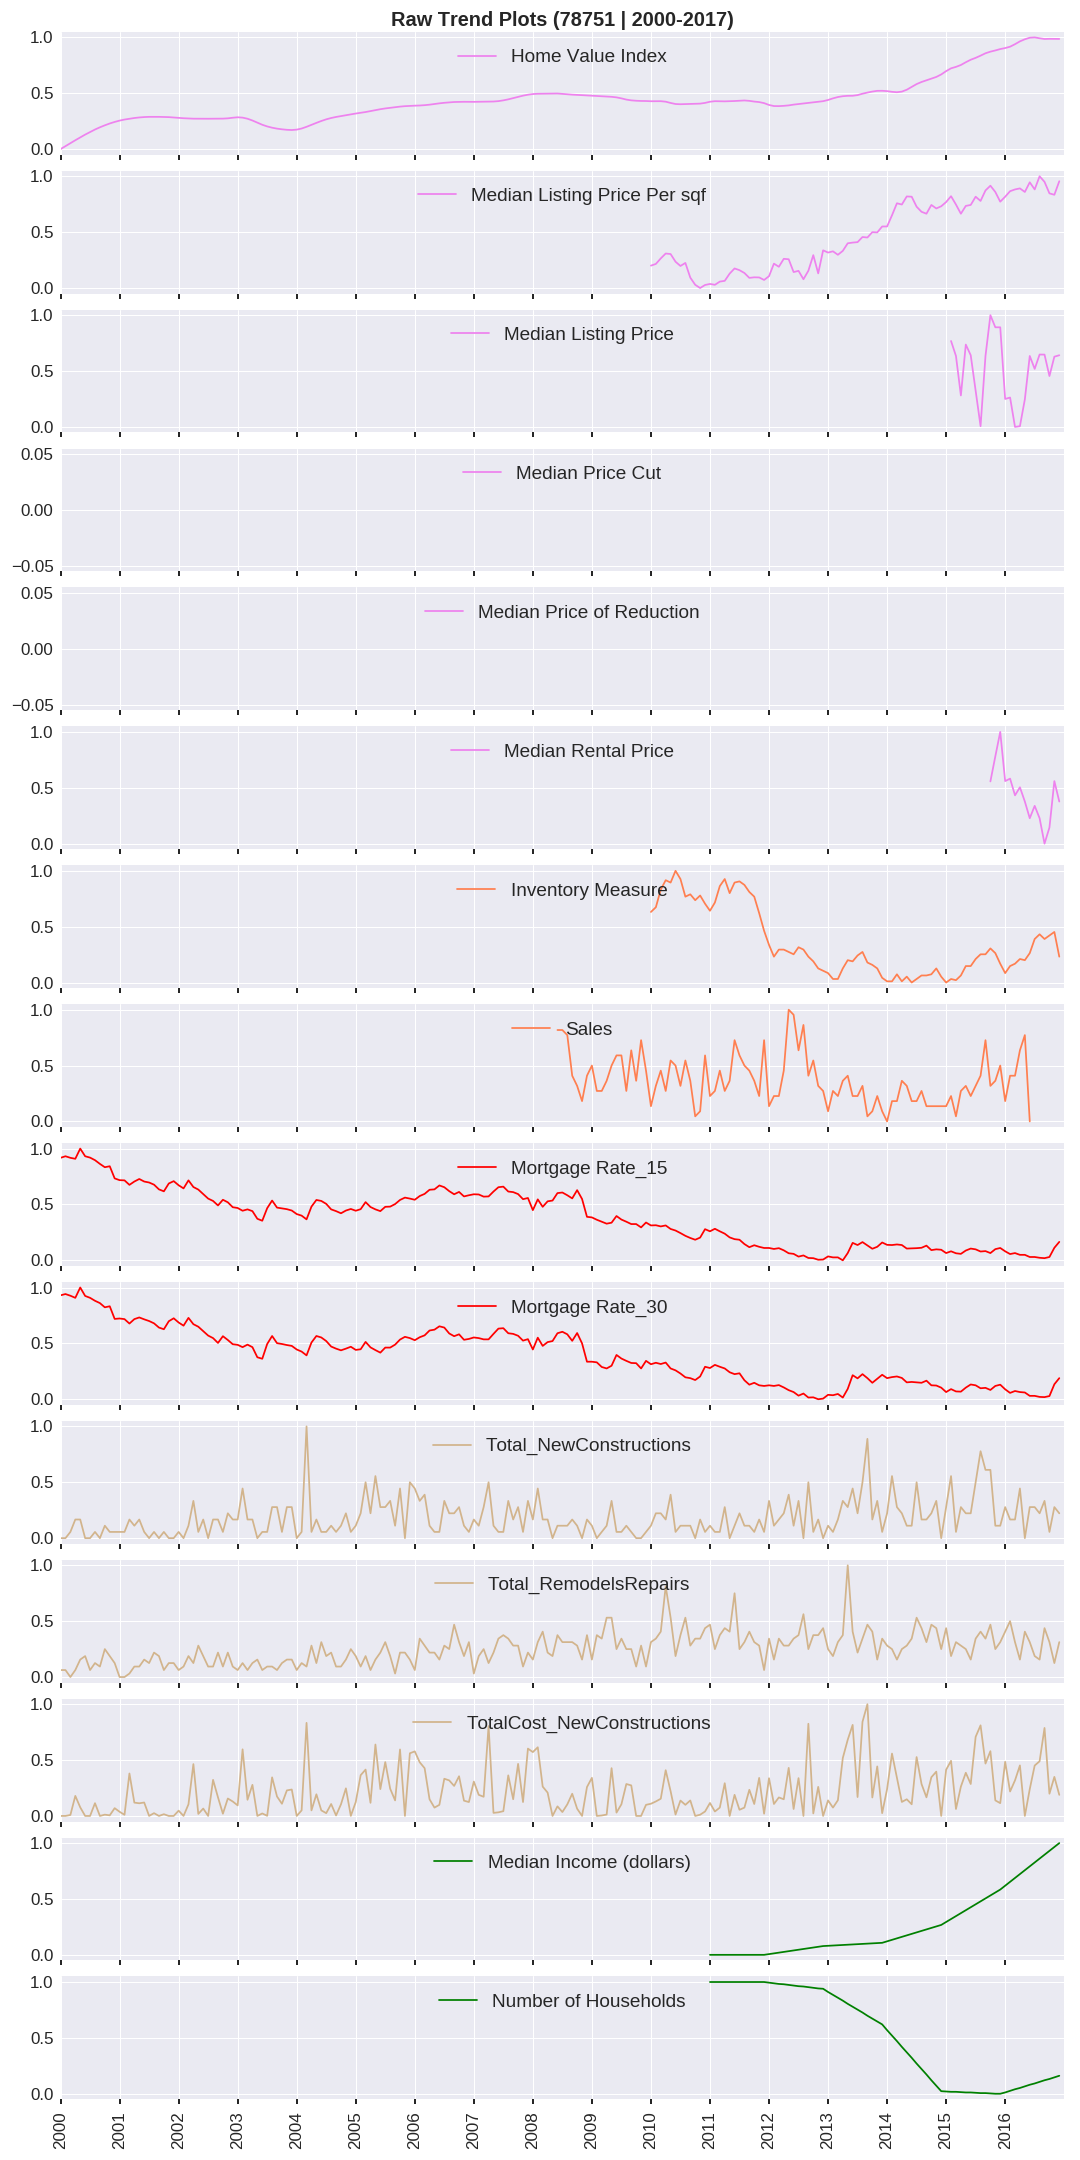 Raw Trend Plots (78751 | 2000-2017)
1.0
Home Value Index
0.5
0.0
1.0
Median Listing Price Per sqf
0.5
0.0
1.0
Median Listing Price
0.5
0.0
0.05
Median Price Cut
0.00
−0.05
0.05
Median Price of Reduction
0.00
−0.05
1.0
Median Rental Price
0.5
0.0
1.0
Inventory Measure
0.5
0.0
1.0
Sales
0.5
0.0
1.0
Mortgage Rate_15
0.5
0.0
1.0
Mortgage Rate_30
0.5
0.0
1.0
Total_NewConstructions
0.5
0.0
1.0
Total_RemodelsRepairs
0.5
0.0
1.0
TotalCost_NewConstructions
0.5
0.0
1.0
Median Income (dollars)
0.5
0.0
1.0
Number of Households
0.5
0.0
2000 2001 2002 2003 2004 2005 2006 2007 2008 2009 2010 2011 2012 2013 2014 2015 2016